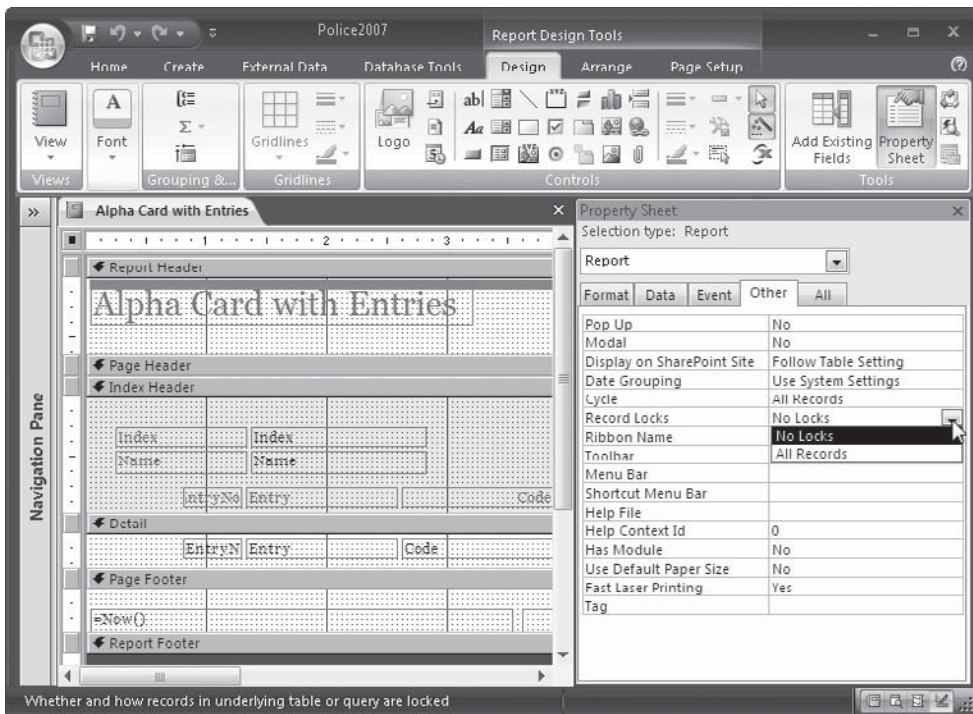 Police2007
Report Design Tools
Home Create External Data Database Tools Design Arrange Page Setup
View
Font
Gridlines
Logo
Add Existing Fields
Property Sheet
Views
Grouping &...
Gridlines
Controls
Tools
Alpha Card with Entries
1 2 3
Report Header
Alpha Card with Entries
Page Header
Index Header
Index Index
Name Name
ntryNo Entry Code
Detail
EntryN Entry Code
Page Footer
=Now()
Report Footer
Navigation Pane
Property Sheet
Selection type: Report
Report
Format Data Event Other All
Pop Up No
Modal No
Display on SharePoint Site Follow Table Setting
Date Grouping Use System Settings
Cycle All Records
Record Locks No Locks
Ribbon Name No Locks
Toolbar All Records
Menu Bar
Shortcut Menu Bar
Help File
Help Context Id 0
Has Module No
Use Default Paper Size No
Fast Laser Printing Yes
Tag
Whether and how records in underlying table or query are locked